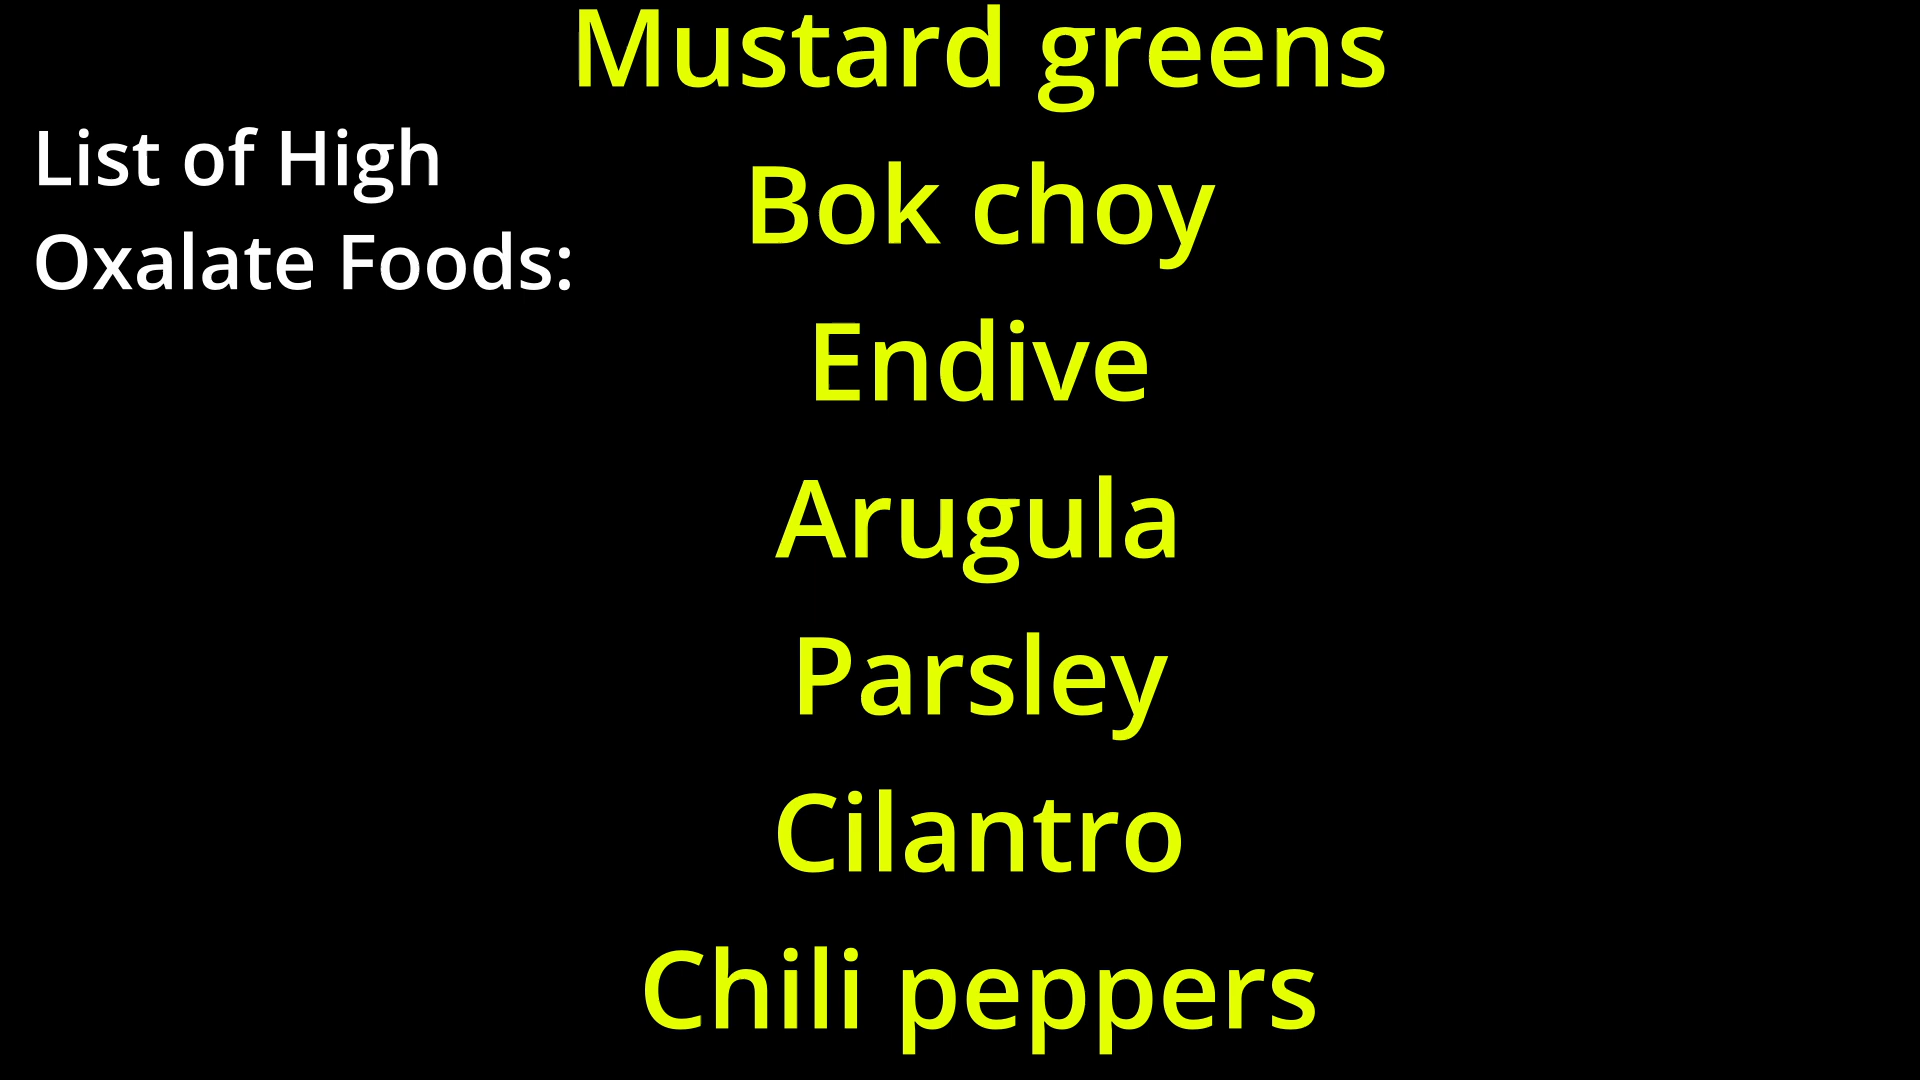 List of High
Oxalate Foods:
Mustard greens
Bok choy
Endive
Arugula
Parsley
Cilantro
Chili peppers